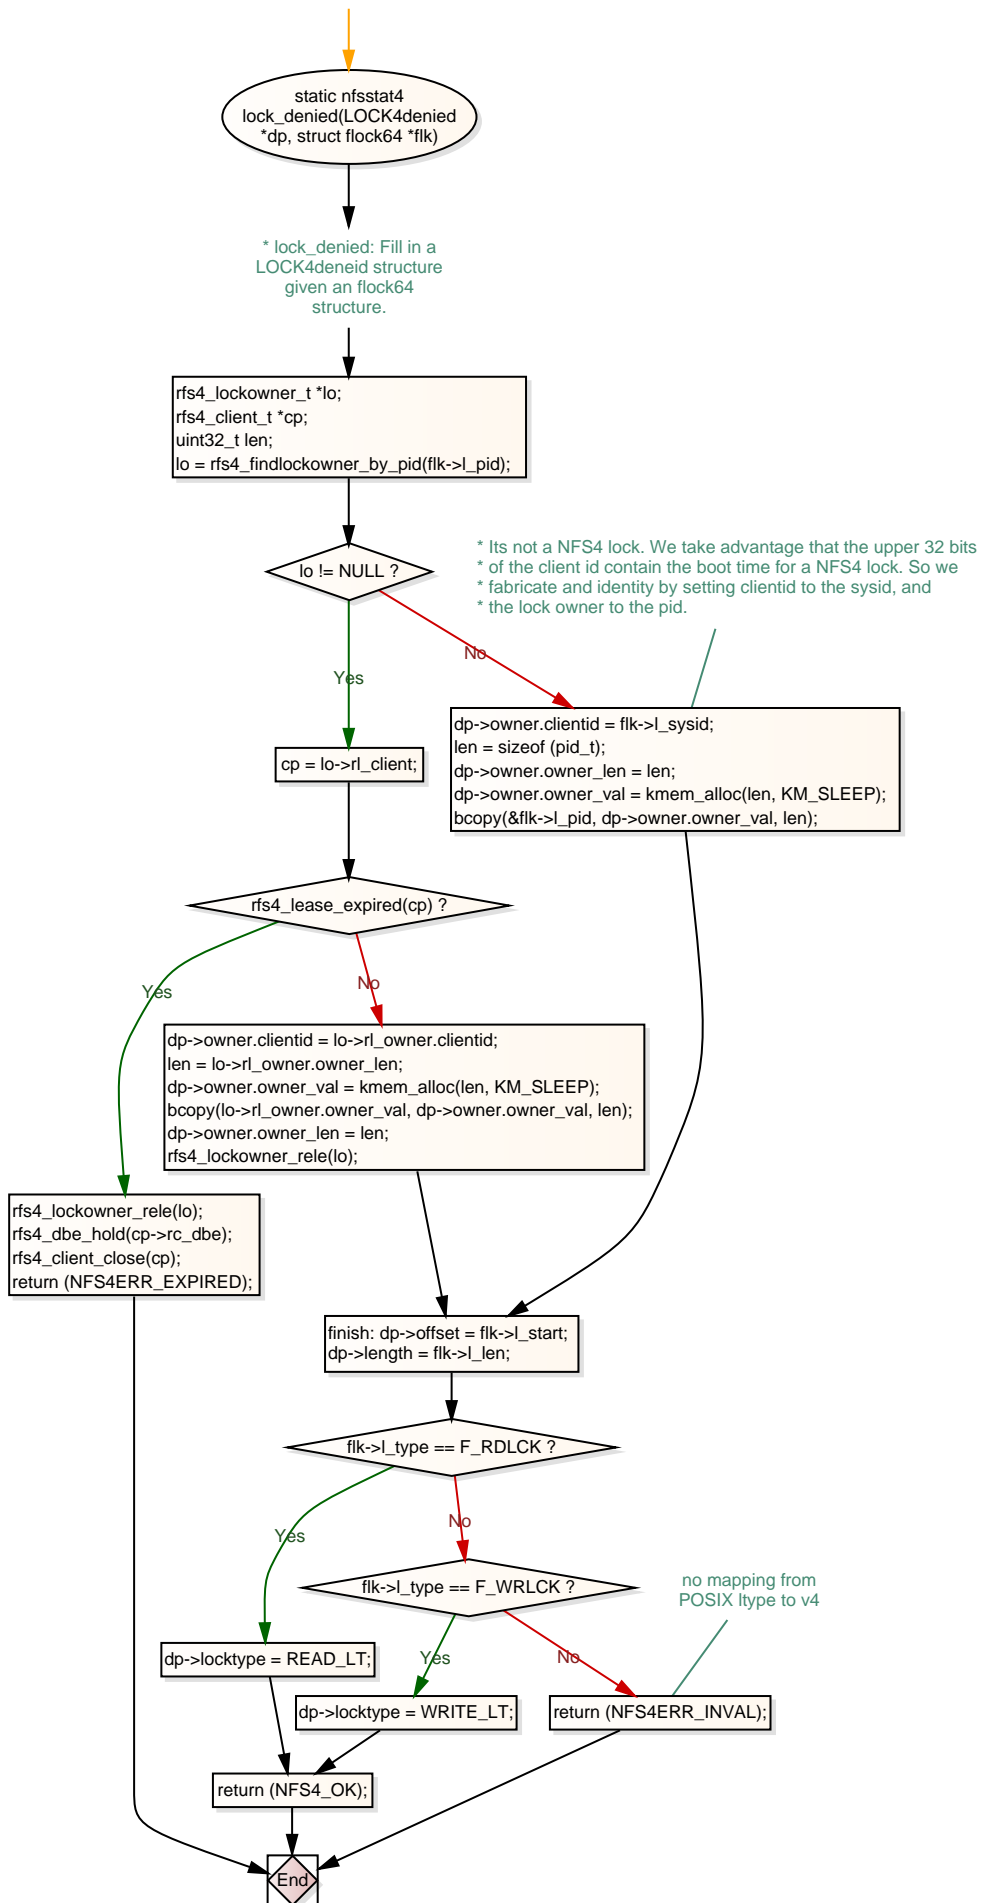 static nfsstat4
lock_denied(LOCK4denied
*dp, struct flock64 *flk)
* lock_denied: Fill in a
LOCK4deneid structure
given an flock64
structure.
rfs4_lockowner_t *lo;
rfs4_client_t *cp;
uint32_t len;
lo = rfs4_findlockowner_by_pid(flk->l_pid);
lo != NULL ?
* Its not a NFS4 lock. We take advantage that the upper 32 bits
* of the client id contain the boot time for a NFS4 lock. So we
* fabricate and identity by setting clientid to the sysid, and
* the lock owner to the pid.
No
Yes
dp->owner.clientid = flk->l_sysid;
len = sizeof (pid_t);
dp->owner.owner_len = len;
dp->owner.owner_val = kmem_alloc(len, KM_SLEEP);
bcopy(&flk->l_pid, dp->owner.owner_val, len);
cp = lo->rl_client;
rfs4_lease_expired(cp) ?
Yes
No
dp->owner.clientid = lo->rl_owner.clientid;
len = lo->rl_owner.owner_len;
dp->owner.owner_val = kmem_alloc(len, KM_SLEEP);
bcopy(lo->rl_owner.owner_val, dp->owner.owner_val, len);
dp->owner.owner_len = len;
rfs4_lockowner_rele(lo);
rfs4_lockowner_rele(lo);
rfs4_dbe_hold(cp->rc_dbe);
rfs4_client_close(cp);
return (NFS4ERR_EXPIRED);
finish: dp->offset = flk->l_start;
dp->length = flk->l_len;
flk->l_type == F_RDLCK ?
Yes
No
flk->l_type == F_WRLCK ?
no mapping from
POSIX ltype to v4
Yes
No
dp->locktype = READ_LT;
dp->locktype = WRITE_LT;
return (NFS4ERR_INVAL);
return (NFS4_OK);
End